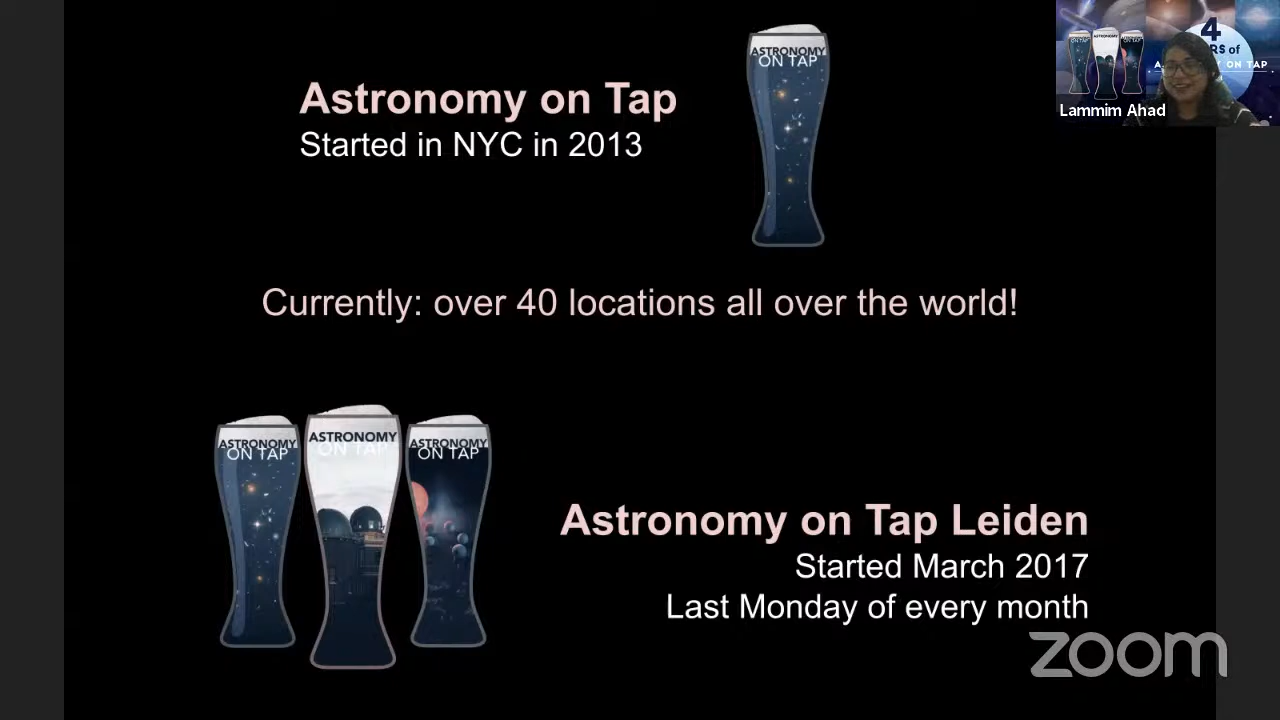 Astronomy on Tap
Started in NYC in 2013
ASTRONOMY
ON TAP
4
RS of
ON TAP
Lammim Ahad
Currently: over 40 locations all over the world!
ASTRONOMY
ON TAP
ASTRONOMY
ON TAP
ASTRONOMY
ON TAP
Astronomy on Tap Leiden
Started March 2017
Last Monday of every month
zoom